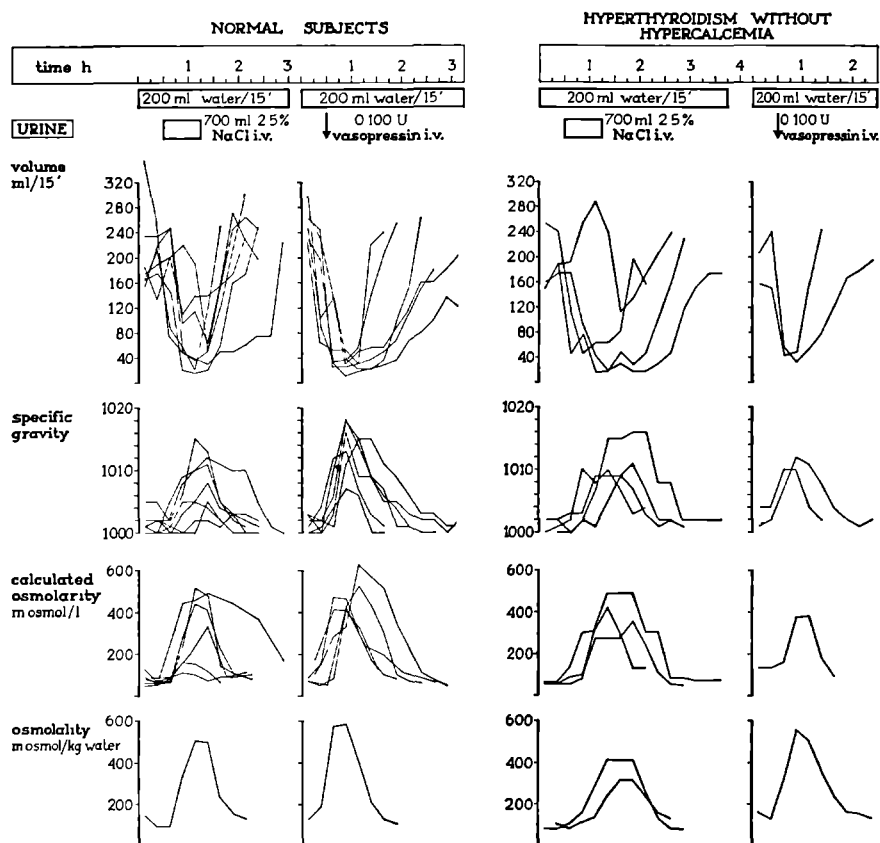 NORMAL SUBJECTS
HYPERTHYROIDISM WITHOUT
HYPERCALCEMIA
time h 1 2 3 1 2 3 1 2 3 4 1 2
200 ml water/15' 200 ml water/15' 200 ml water/15' 200 ml water/15'
URINE
700 ml 2 5% 0 100 U 700 ml 2 5% 0 100 U
NaCl i.v. vasopressin i.v. NaCl i.v. vasopressin i.v.
volume
ml/15'
320 320
280 280
240 240
200 200
160 160
120 120
80 80
40 40
specific
gravity
1020 1020
1010 1010
1000 1000
calculated
osmolarity
m osmol/l
600 600
400 400
200 200
osmolality
m osmol/kg water
600 600
400 400
200 200